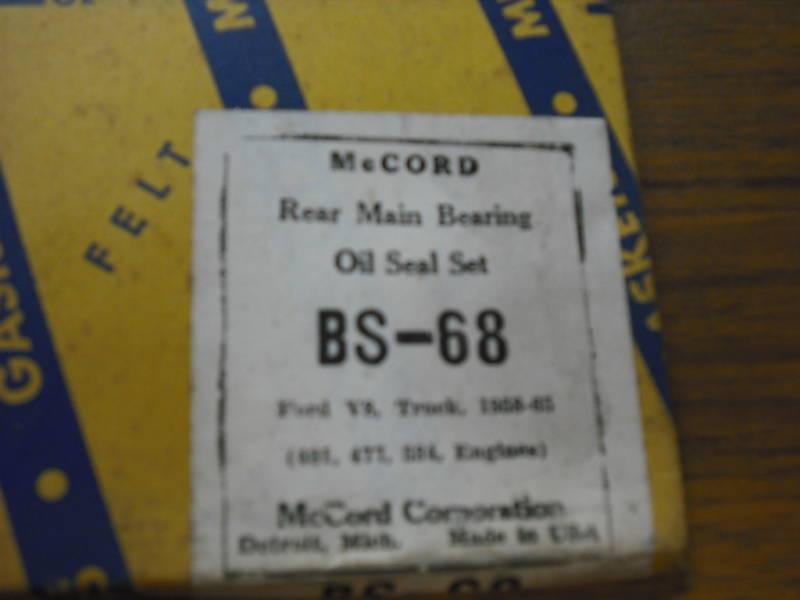 FELT
McCORD
Rear Main Bearing
Oil Seal Set
BS-68
Ford V8, Truck, 1958-65
(401, 477, 534, Engines)
McCord Corporation
Detroit, Mich. Made in USA